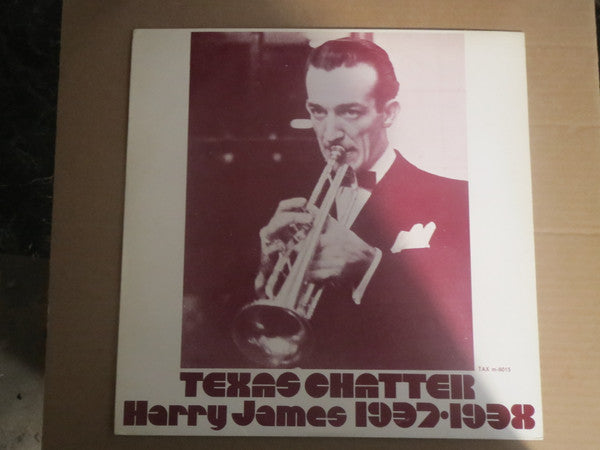 TAX m-8015
TEXAS CHATTER
Harry James 1937·1938